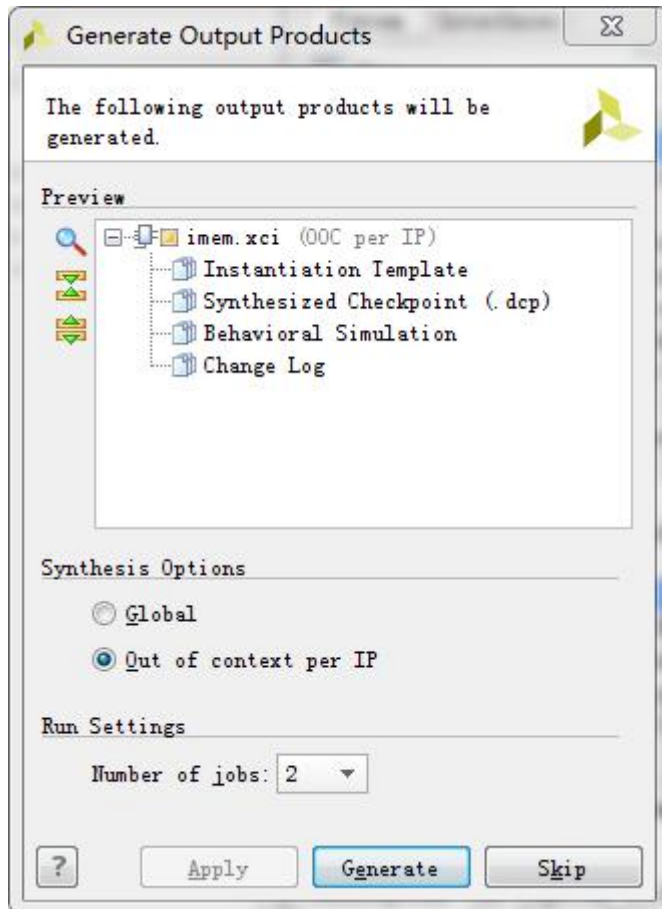 Generate Output Products
The following output products will be
generated.
Preview
imem.xci (OOC per IP)
Instantiation Template
Synthesized Checkpoint (.dcp)
Behavioral Simulation
Change Log
Synthesis Options
Global
Out of context per IP
Run Settings
Number of jobs: 2
? Apply Generate Skip